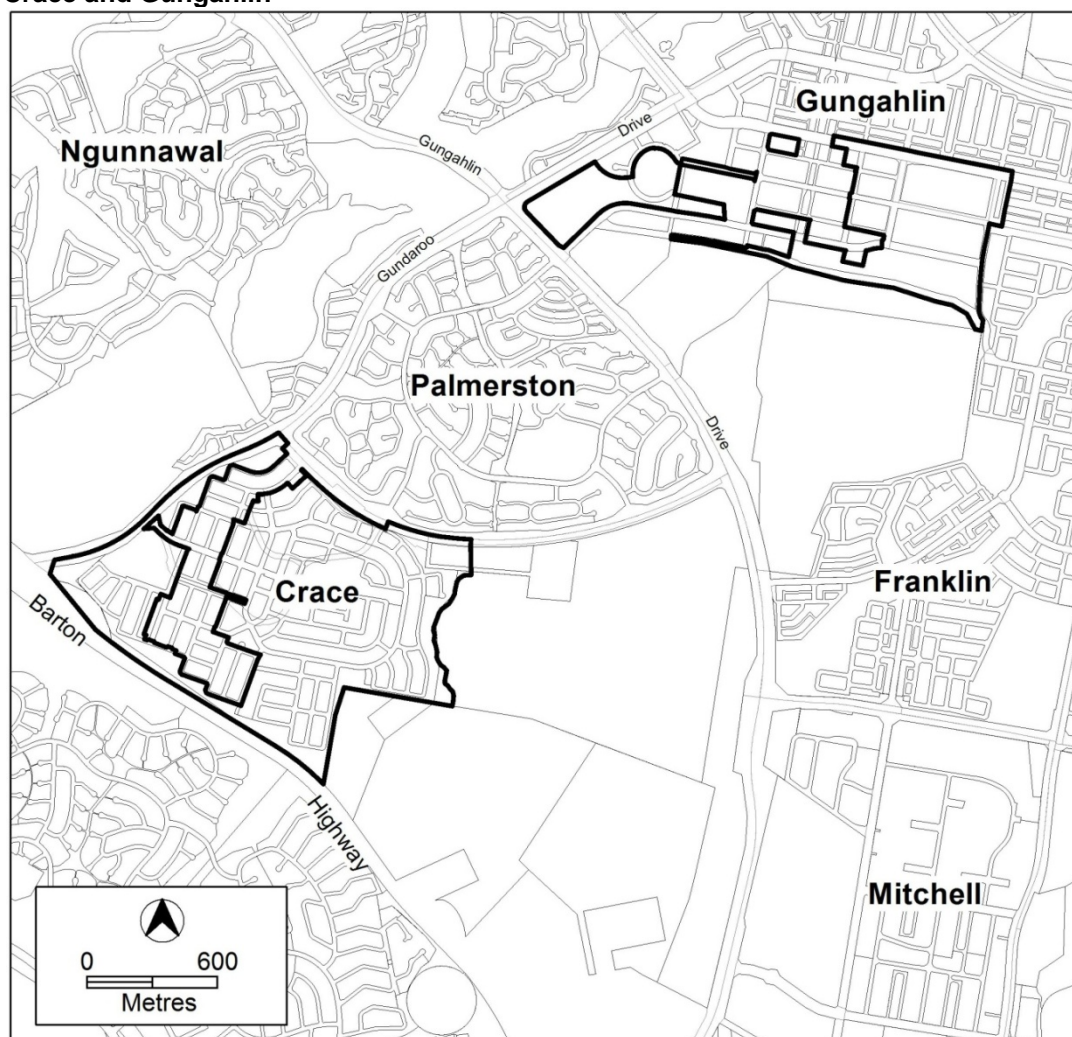 Crace and Gungahlin
Gungahlin
Ngunnawal
Drive
Gungahlin
Gundaroo
Palmerston
Drive
Crace
Franklin
Barton
Highway
Mitchell
0 600
Metres